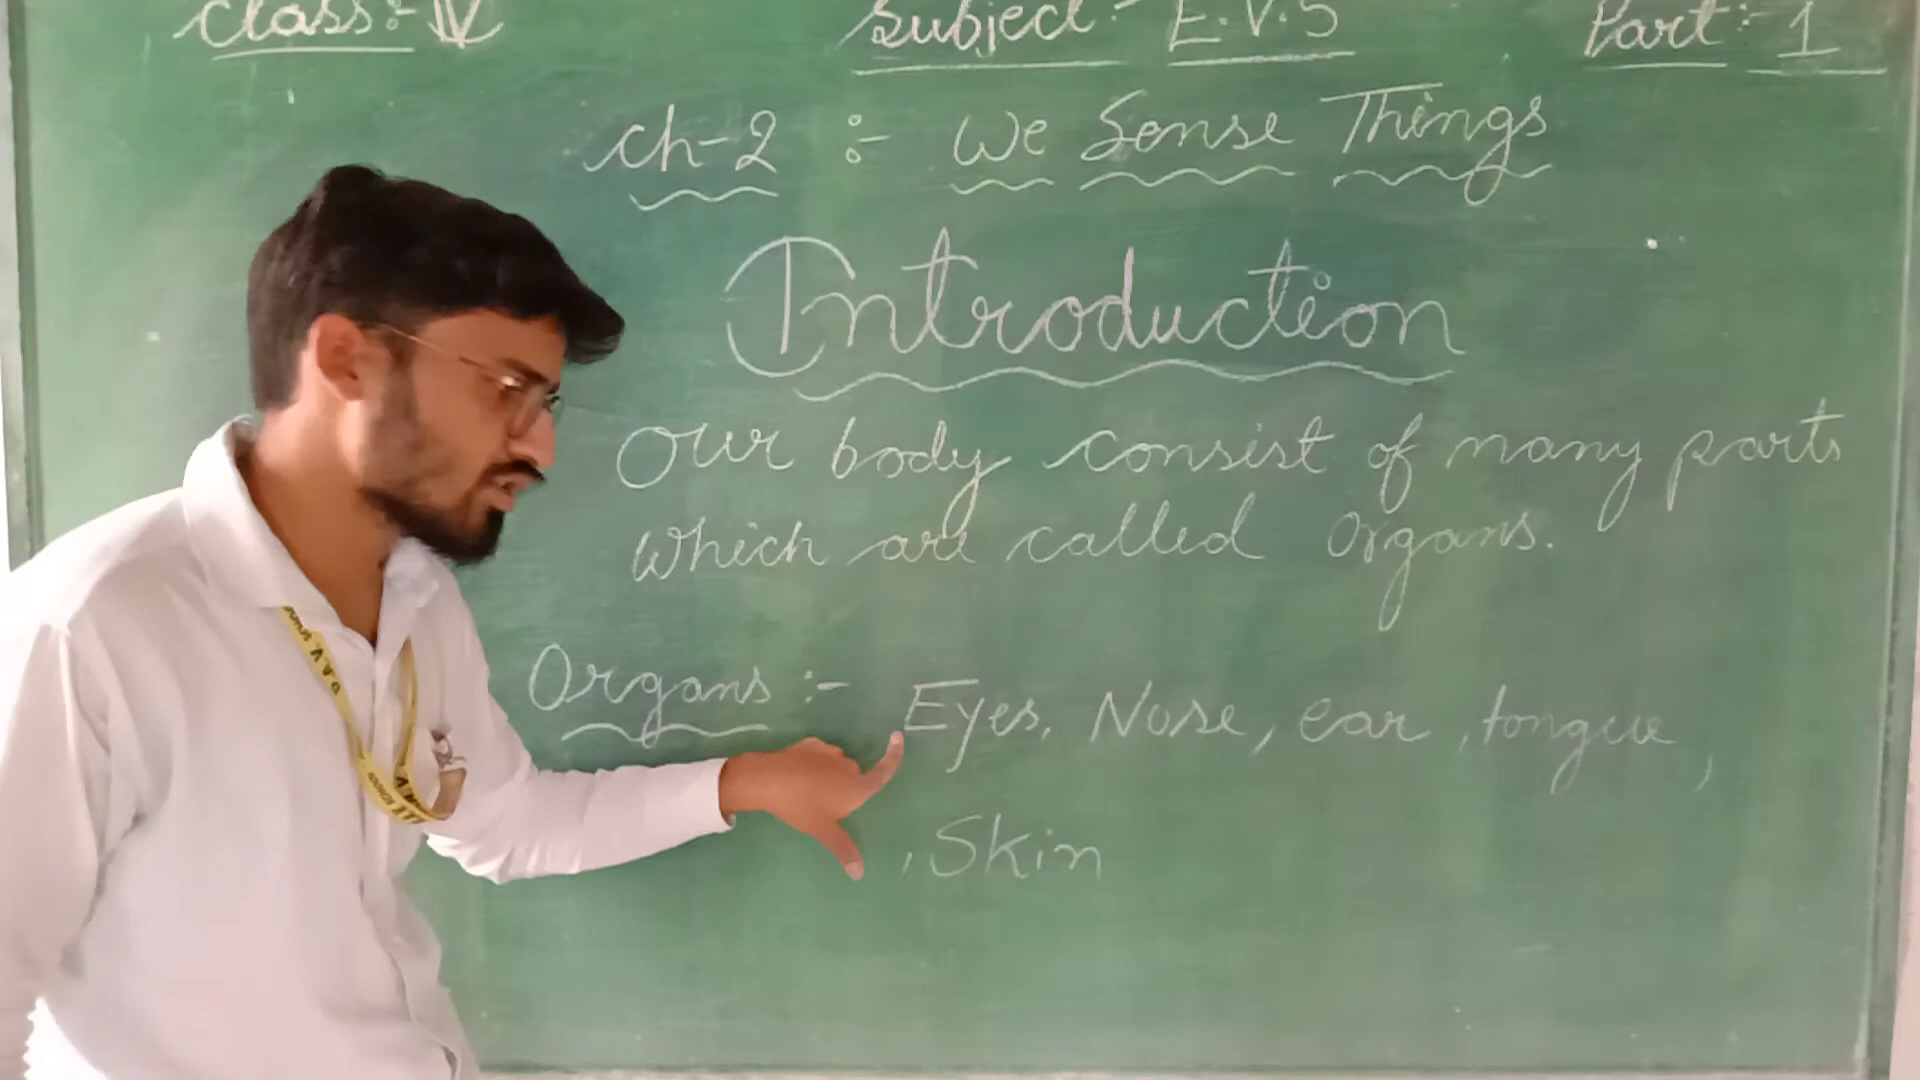 Class:- IV Subject:- E.V.S Part:- 1
Ch-2 :- We Sense Things
Introduction
Our body consist of many parts
which are called Organs.
Organs :- Eyes, Nose, ear, tongue,
, Skin